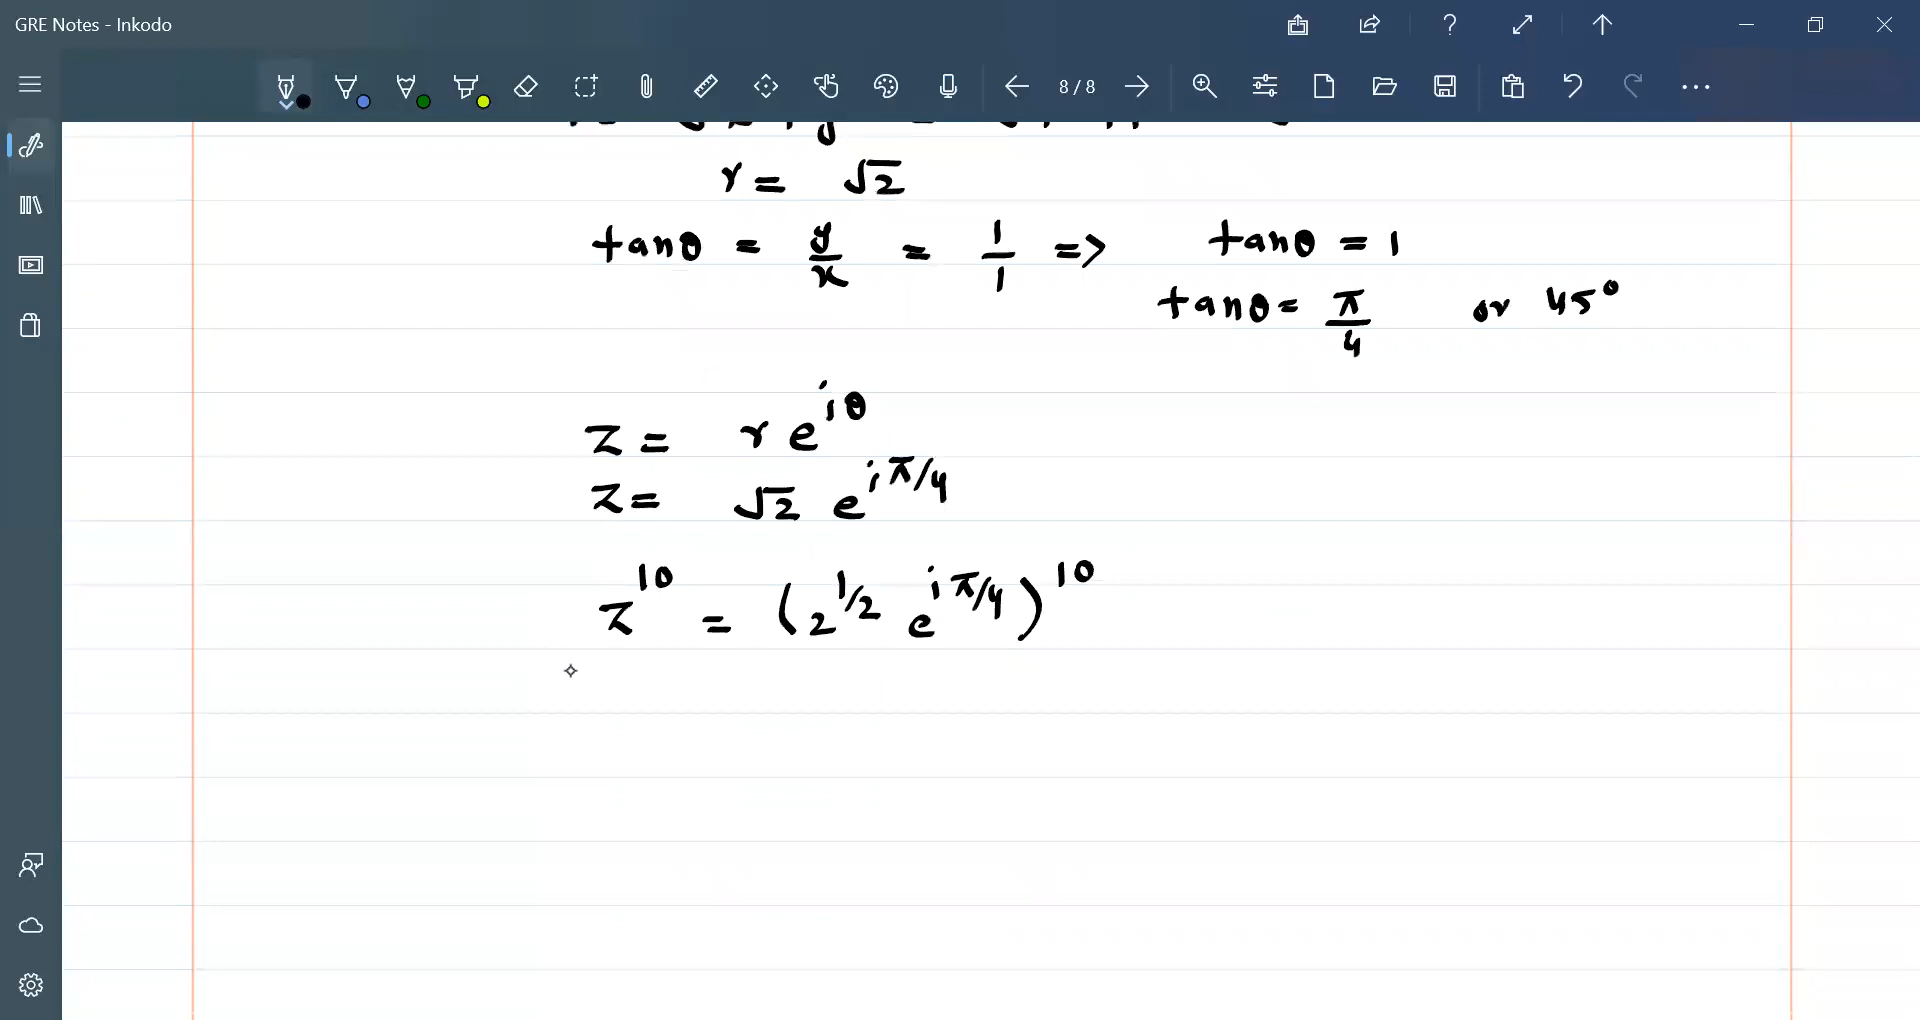 GRE Notes - Inkodo
8 / 8
r = √2
tanθ = y/x = 1/1 => tanθ = 1
tanθ = π/4 or 45°
z = r e^{iθ}
z = √2 e^{iπ/4}
z^{10} = (2^{1/2} e^{iπ/4})^{10}